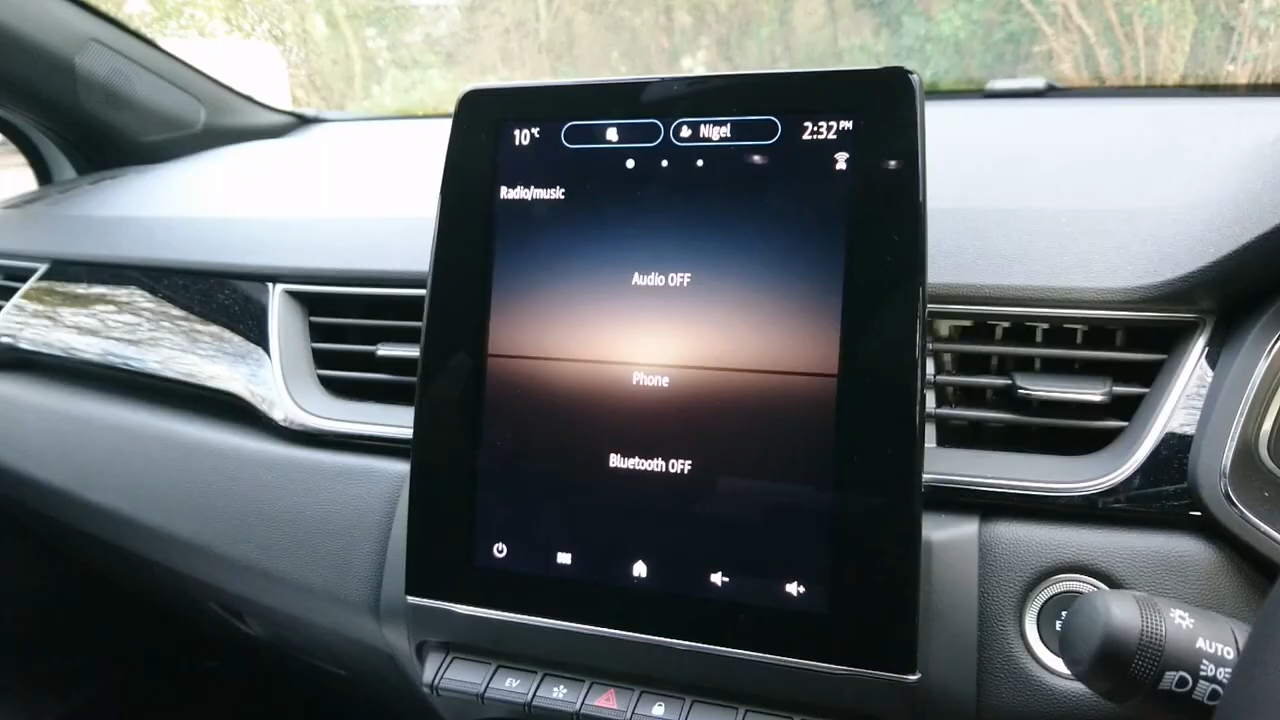 10°C
Nigel
2:32 PM
Radio/music
Audio OFF
Phone
Bluetooth OFF
EV
AUTO